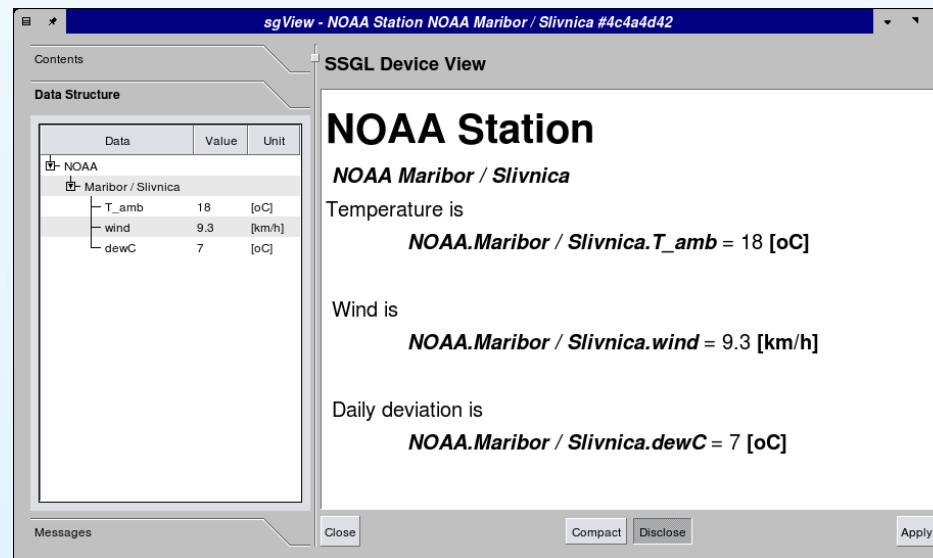 sgView - NOAA Station NOAA Maribor / Slivnica #4c4a4d42
Contents
Data Structure
Data Value Unit
NOAA
Maribor / Slivnica
T_amb 18 [oC]
wind 9.3 [km/h]
dewC 7 [oC]
Messages
SSGL Device View
NOAA Station
NOAA Maribor / Slivnica
Temperature is
NOAA.Maribor / Slivnica.T_amb = 18 [oC]
Wind is
NOAA.Maribor / Slivnica.wind = 9.3 [km/h]
Daily deviation is
NOAA.Maribor / Slivnica.dewC = 7 [oC]
Close Compact Disclose Apply